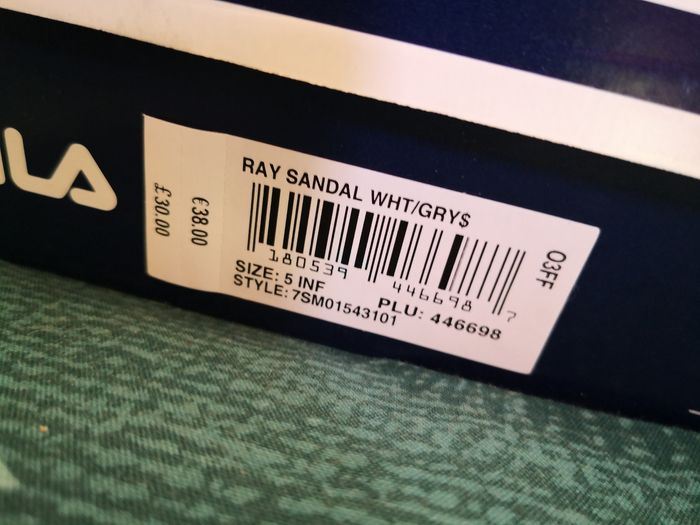 ILA
RAY SANDAL WHT/GRY$
€38.00
£30.00
180539 446698 7
O3FF
SIZE: 5 INF
PLU: 446698
STYLE: 7SM01543101